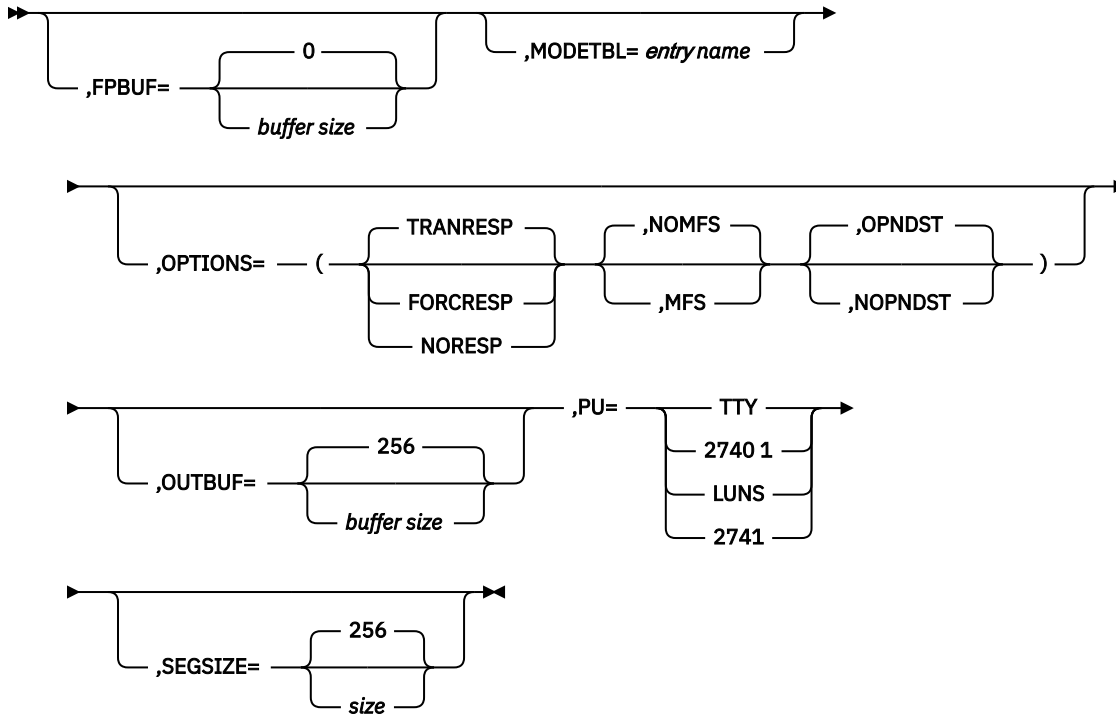 0
,FPBUF=
buffer size
,MODETBL= entry name
,OPTIONS= ( TRANRESP ,NOMFS ,OPNDST )
FORCRESP ,MFS ,NOPNDST
NORESP
,OUTBUF=
256
buffer size
,PU= TTY
2740 1
LUNS
2741
,SEGSIZE=
256
size